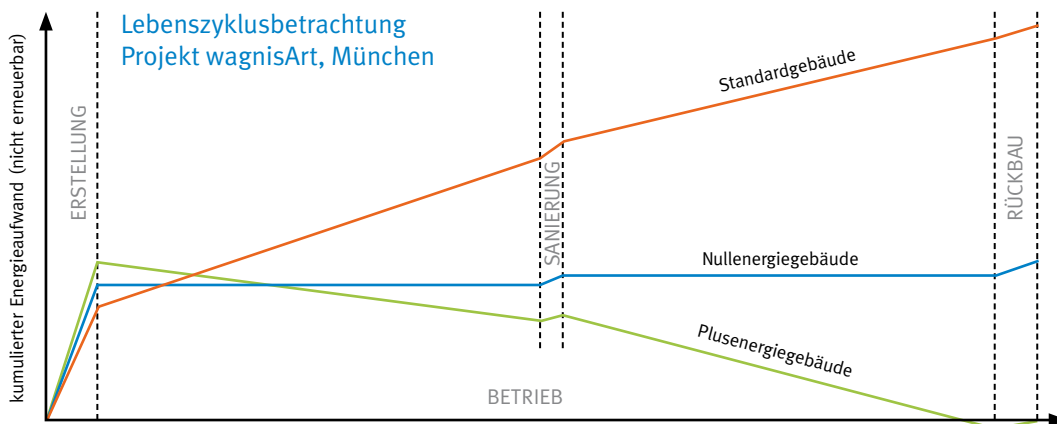 Lebenszyklusbetrachtung
Projekt wagnisArt, München
kumulierter Energieaufwand (nicht erneuerbar)
ERSTELLUNG
SANIERUNG
RÜCKBAU
Standardgebäude
Nullenergiegebäude
Plusenergiegebäude
BETRIEB